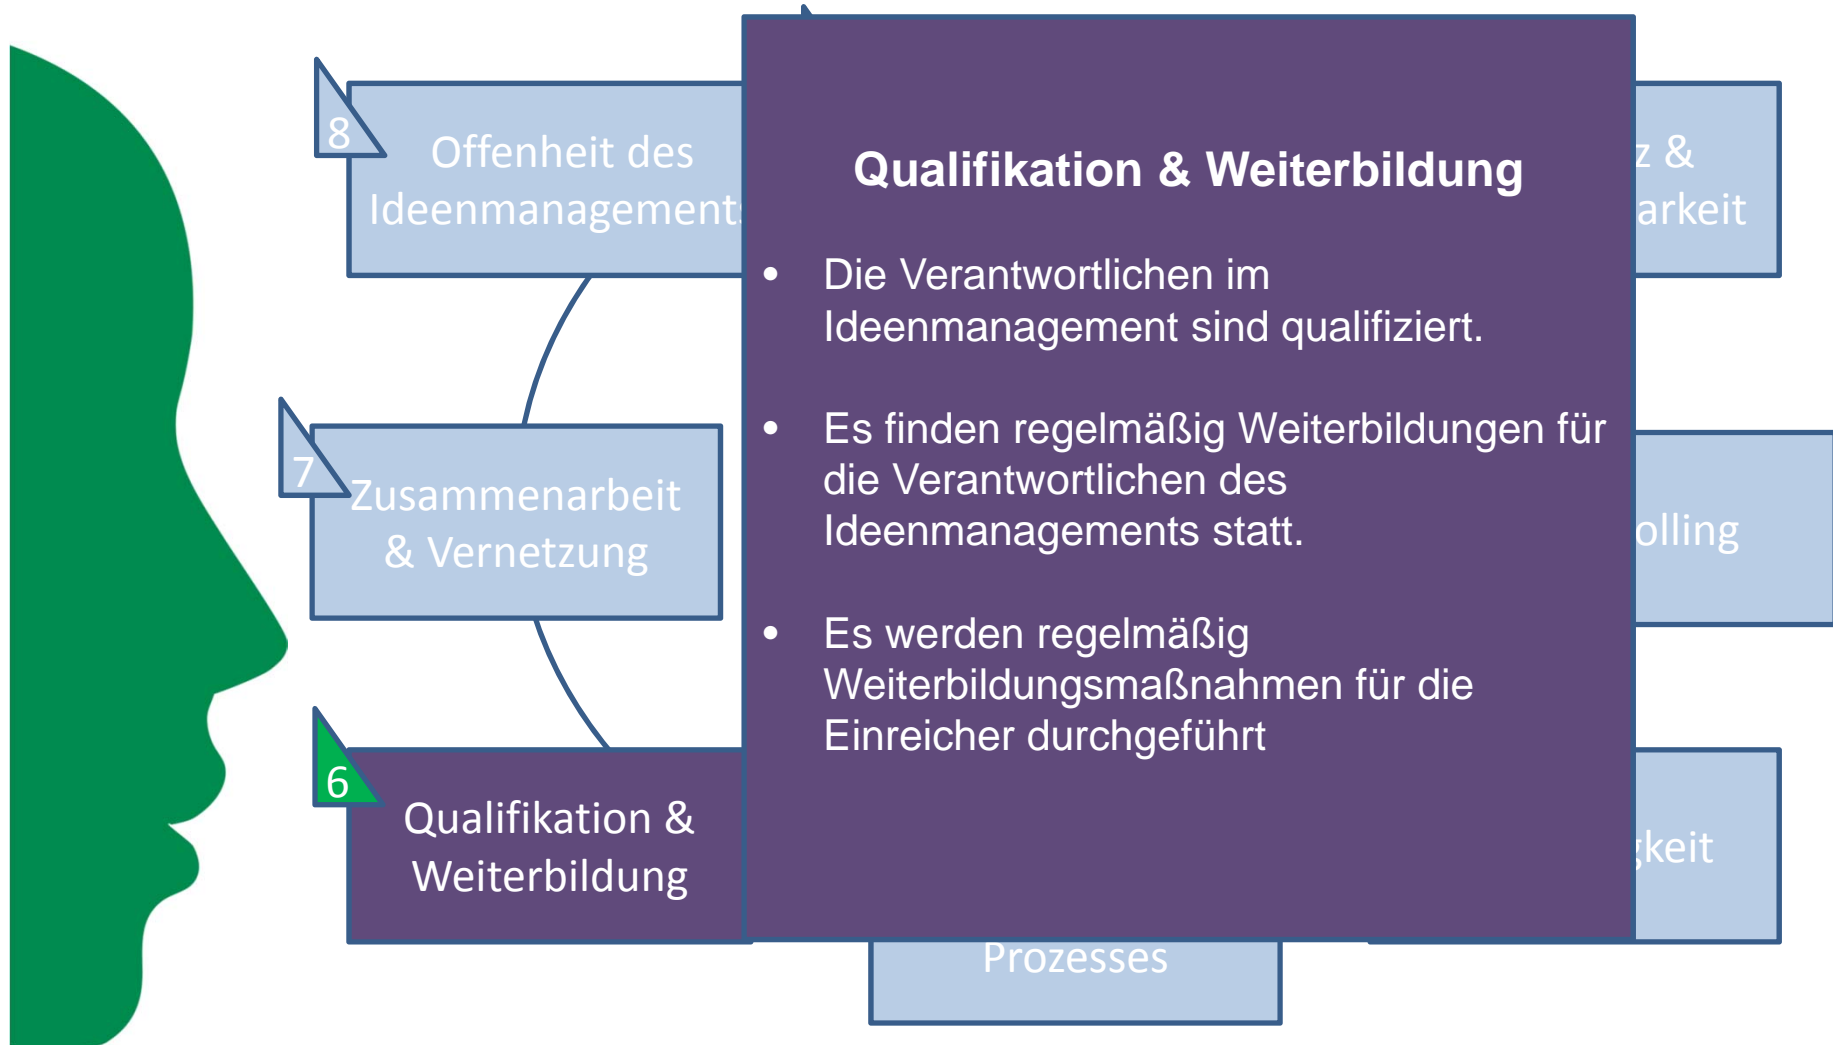 8
Offenheit des
Ideenmanagements
7
Zusammenarbeit
& Vernetzung
6
Qualifikation &
Weiterbildung
Qualifikation & Weiterbildung
• Die Verantwortlichen im
Ideenmanagement sind qualifiziert.
• Es finden regelmäßig Weiterbildungen für
die Verantwortlichen des
Ideenmanagements statt.
• Es werden regelmäßig
Weiterbildungsmaßnahmen für die
Einreicher durchgeführt
z &
arkeit
olling
keit
Prozesses